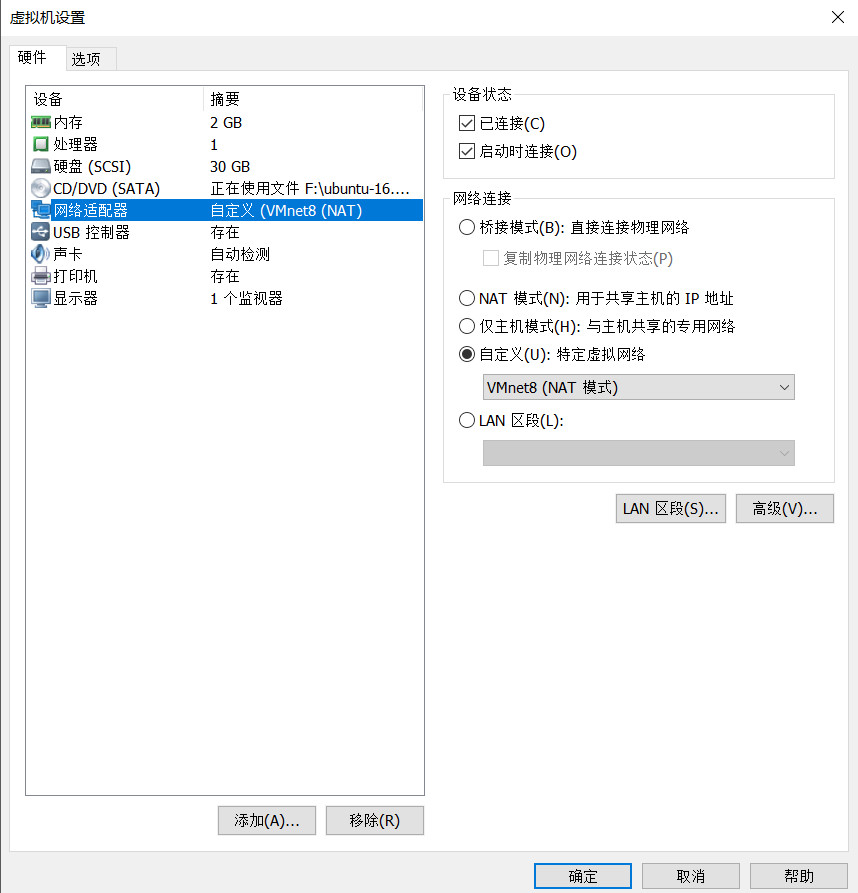 虚拟机设置
硬件 选项
设备 摘要
内存 2 GB
处理器 1
硬盘 (SCSI) 30 GB
CD/DVD (SATA) 正在使用文件 F:\ubuntu-16....
网络适配器 自定义 (VMnet8 (NAT)
USB 控制器 存在
声卡 自动检测
打印机 存在
显示器 1 个监视器
添加(A)... 移除(R)
设备状态
已连接(C)
启动时连接(O)
网络连接
桥接模式(B): 直接连接物理网络
复制物理网络连接状态(P)
NAT 模式(N): 用于共享主机的 IP 地址
仅主机模式(H): 与主机共享的专用网络
自定义(U): 特定虚拟网络
VMnet8 (NAT 模式)
LAN 区段(L):
LAN 区段(S)... 高级(V)...
确定 取消 帮助